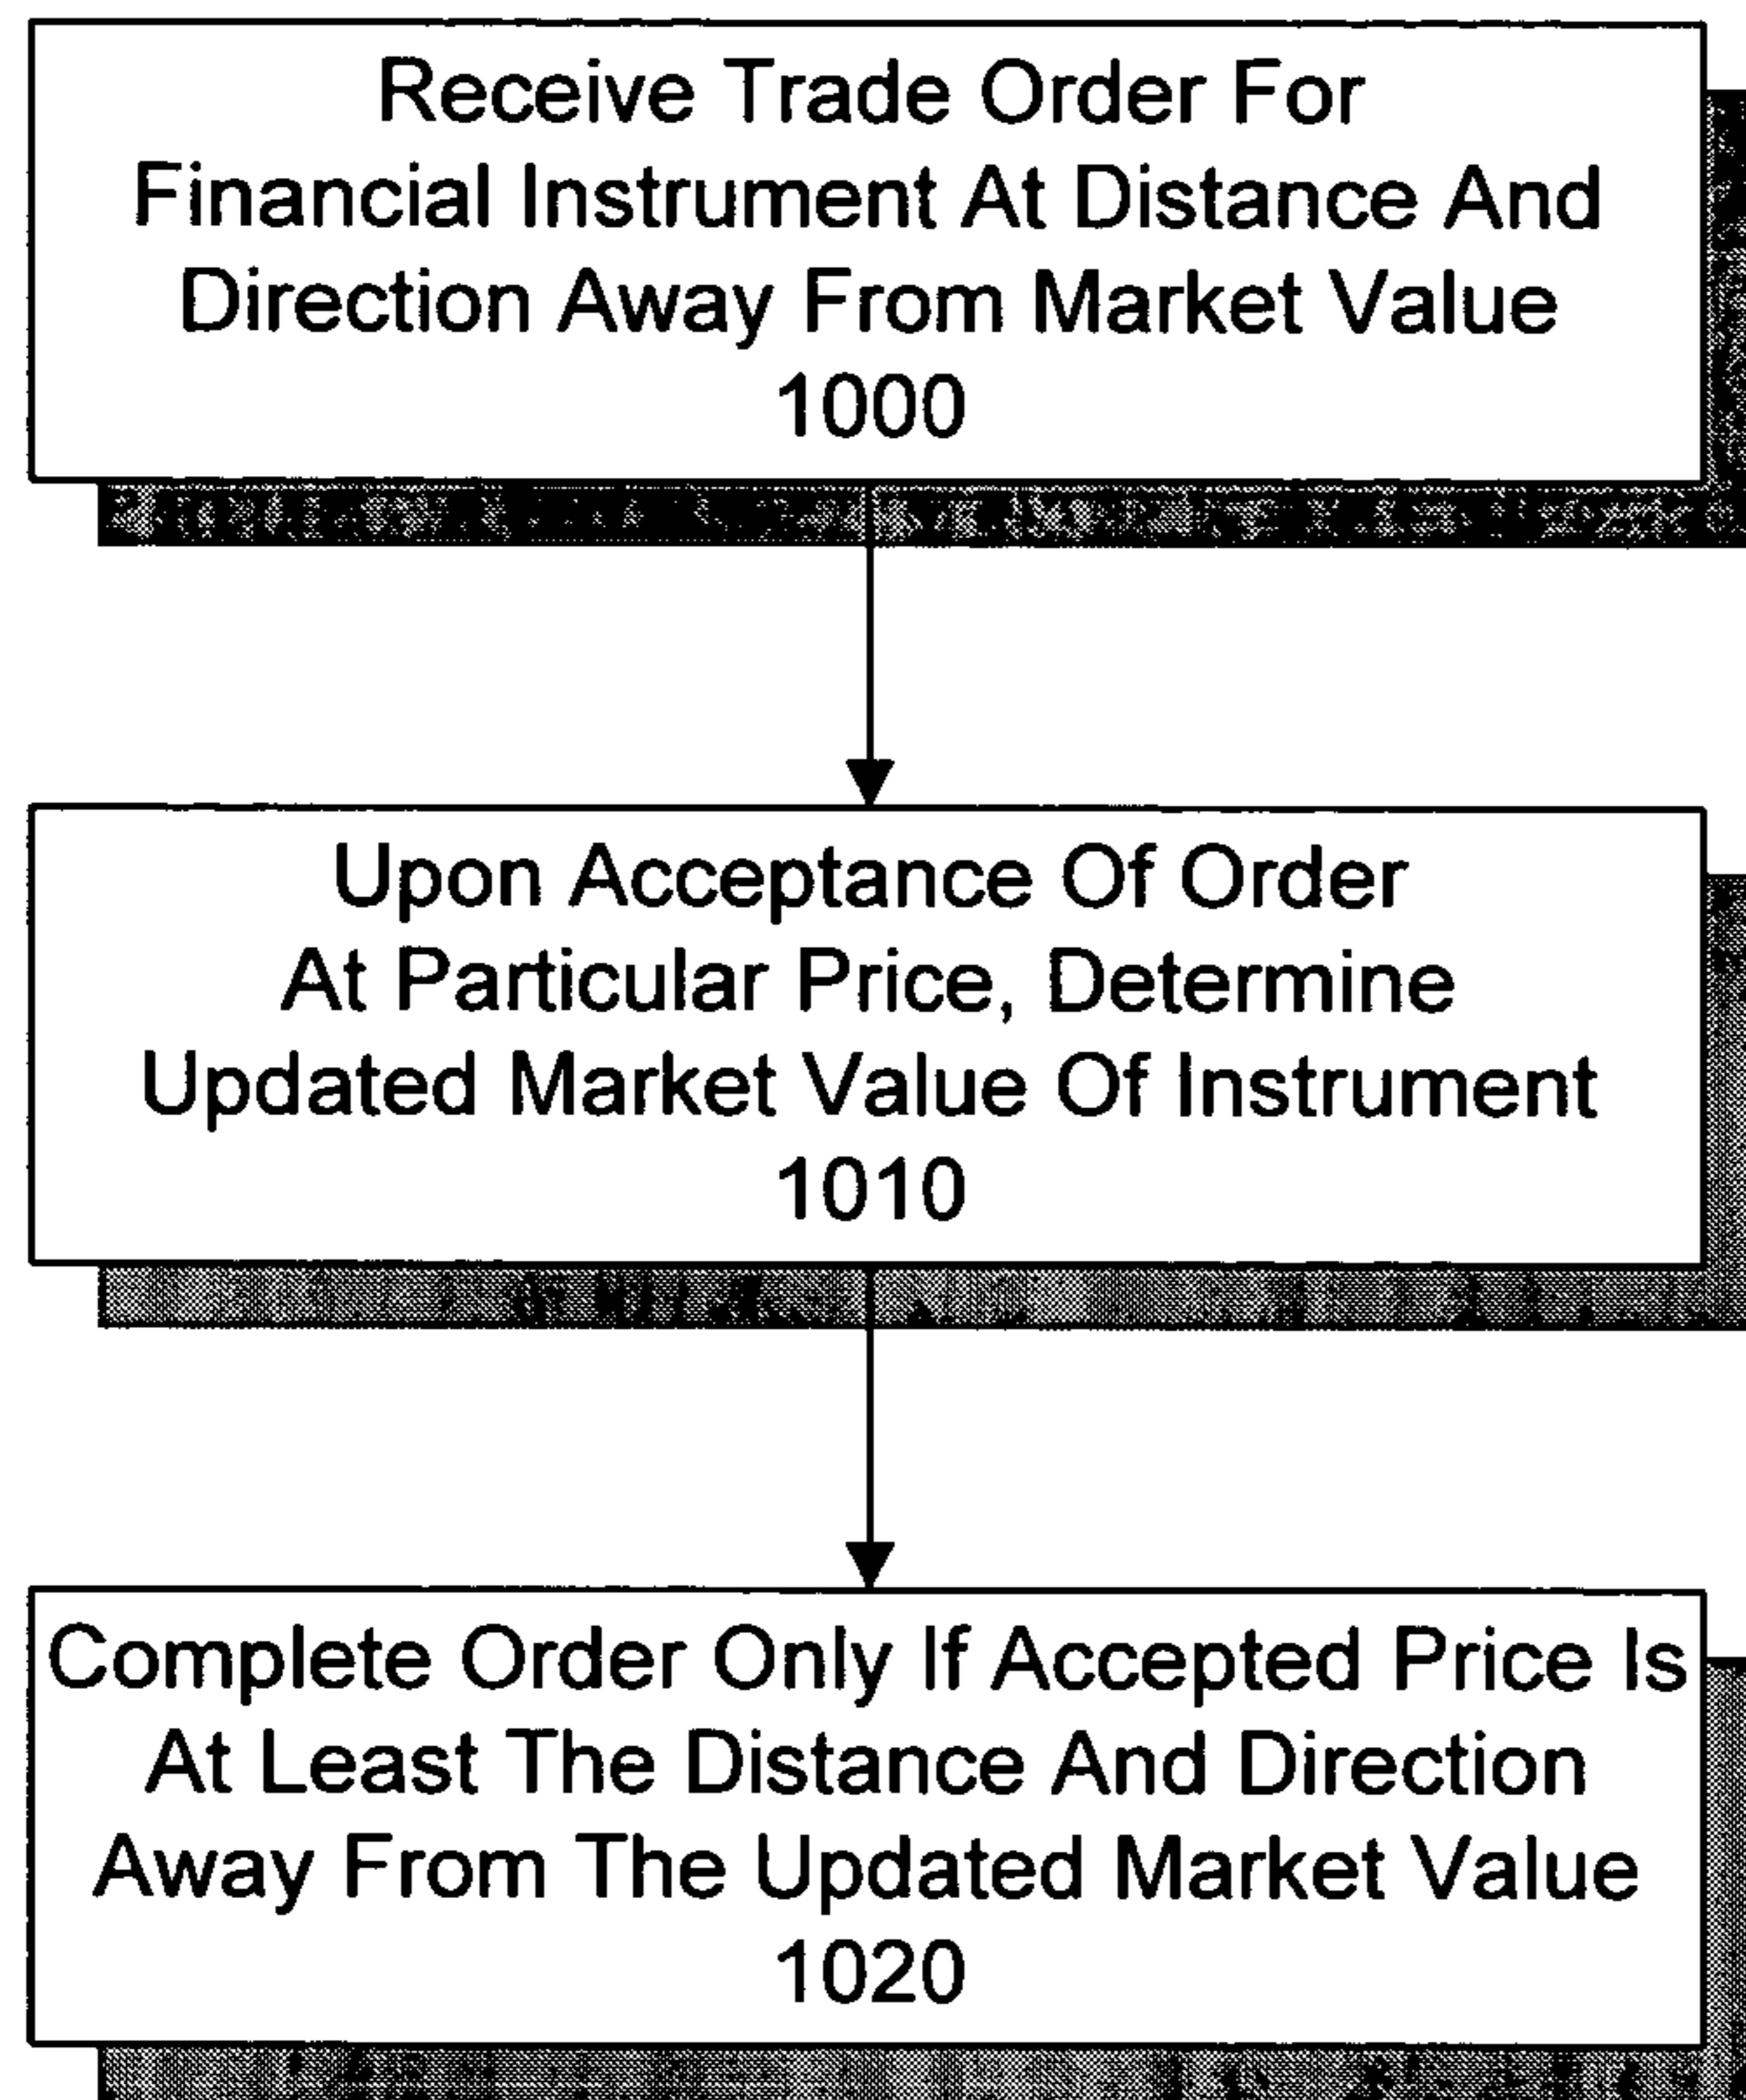 Receive Trade Order For
Financial Instrument At Distance And
Direction Away From Market Value
1000
Upon Acceptance Of Order
At Particular Price, Determine
Updated Market Value Of Instrument
1010
Complete Order Only If Accepted Price Is
At Least The Distance And Direction
Away From The Updated Market Value
1020